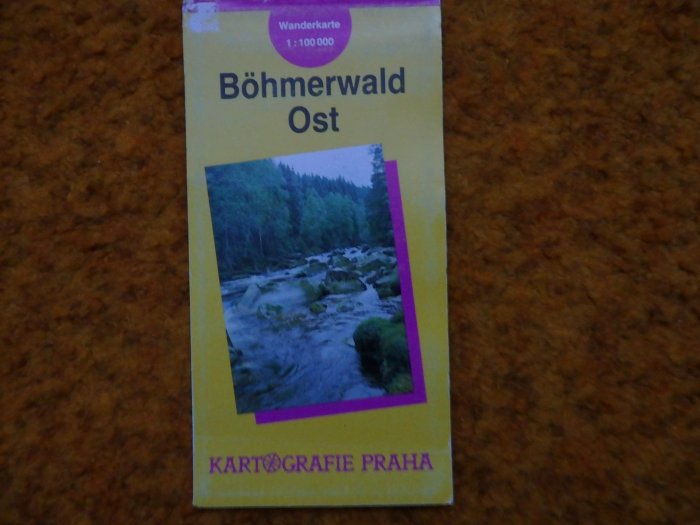 Wanderkarte
1 : 100 000
Böhmerwald
Ost
KARTOGRAFIE PRAHA